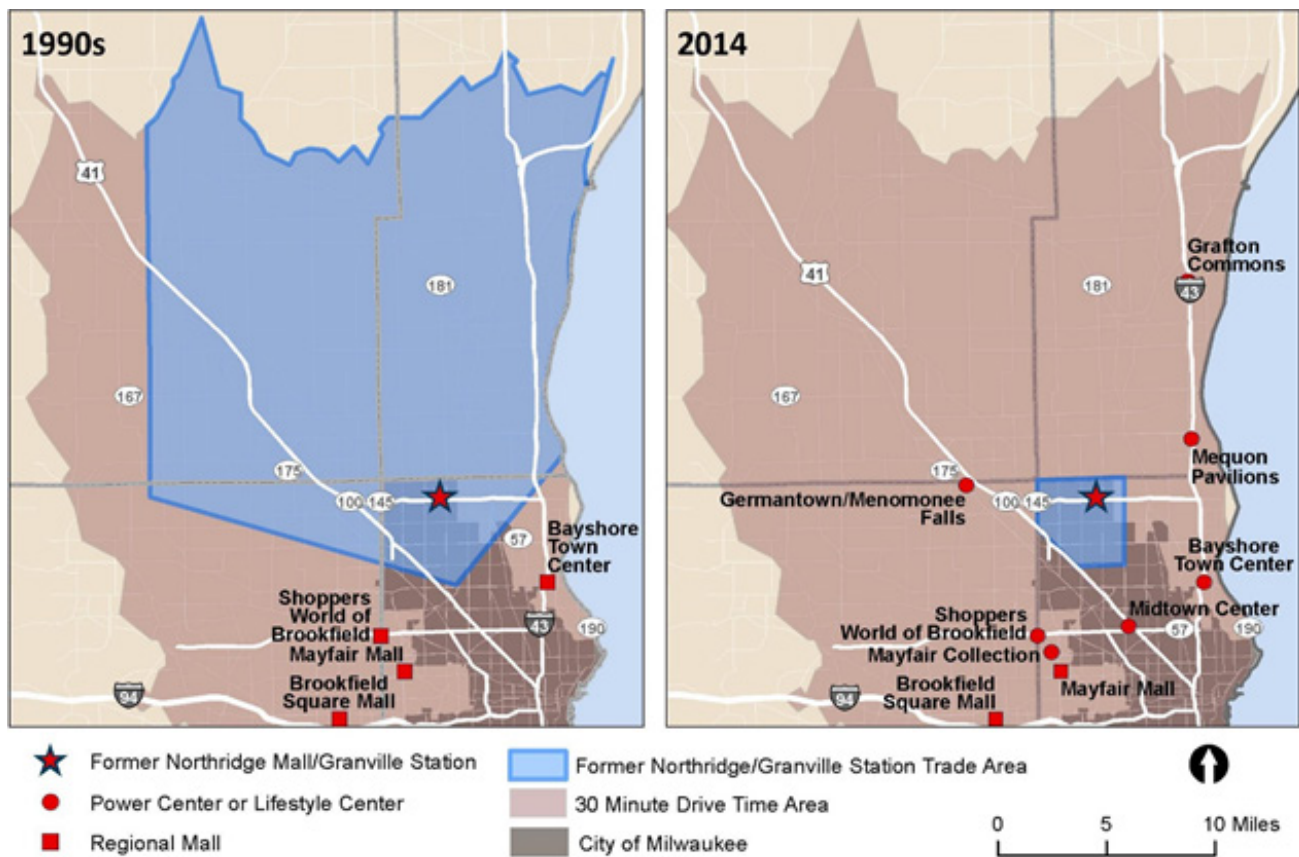 1990s
41
181
167
175
100
145
57
Bayshore
Town
Center
Shoppers
World of
Brookfield
Mayfair Mall
Brookfield
Square Mall
43
190
94
2014
Grafton
Commons
43
41
181
167
Mequon
Pavilions
175
100
145
Germantown/Menomonee
Falls
Bayshore
Town Center
Midtown Center
Shoppers
World of Brookfield
57
190
Mayfair Collection
Mayfair Mall
Brookfield
Square Mall
94
Former Northridge Mall/Granville Station
Power Center or Lifestyle Center
Regional Mall
Former Northridge/Granville Station Trade Area
30 Minute Drive Time Area
City of Milwaukee
0 5 10 Miles